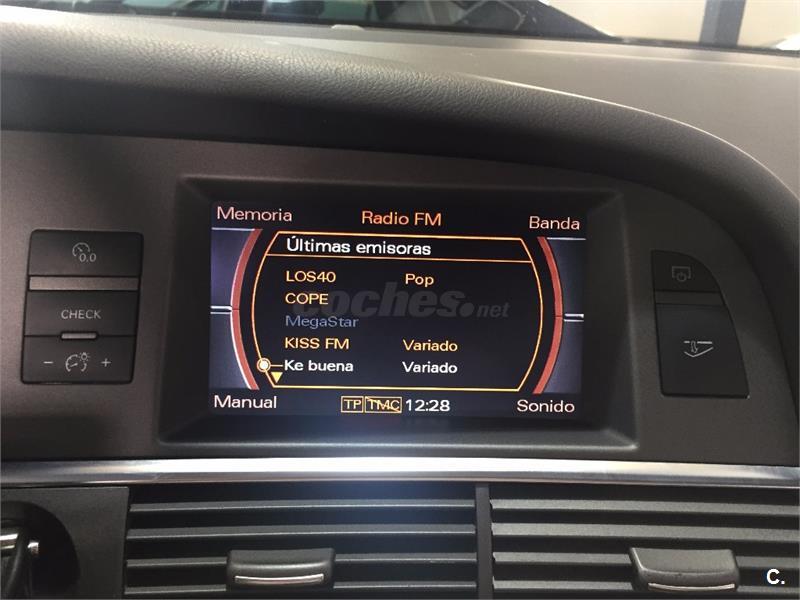 Memoria Radio FM Banda
Últimas emisoras
LOS40 Pop
COPE
MegaStar
KISS FM Variado
Ke buena Variado
Manual TP TMC 12:28 Sonido
0.0
CHECK
- +
coches.net
C.